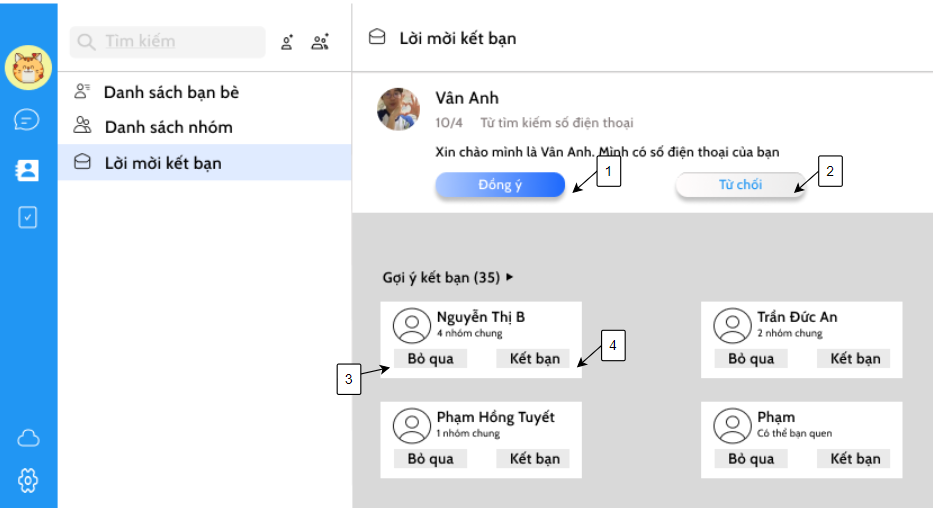 Tìm kiếm
Danh sách bạn bè
Danh sách nhóm
Lời mời kết bạn
Lời mời kết bạn
Vân Anh
10/4 Từ tìm kiếm số điện thoại
Xin chào mình là Vân Anh. Mình có số điện thoại của bạn
Đồng ý
1
Từ chối
2
Gợi ý kết bạn (35)
Nguyễn Thị B
4 nhóm chung
Bỏ qua Kết bạn
3
4
Trần Đức An
2 nhóm chung
Bỏ qua Kết bạn
Phạm Hồng Tuyết
1 nhóm chung
Bỏ qua Kết bạn
Phạm
Có thể bạn quen
Bỏ qua Kết bạn